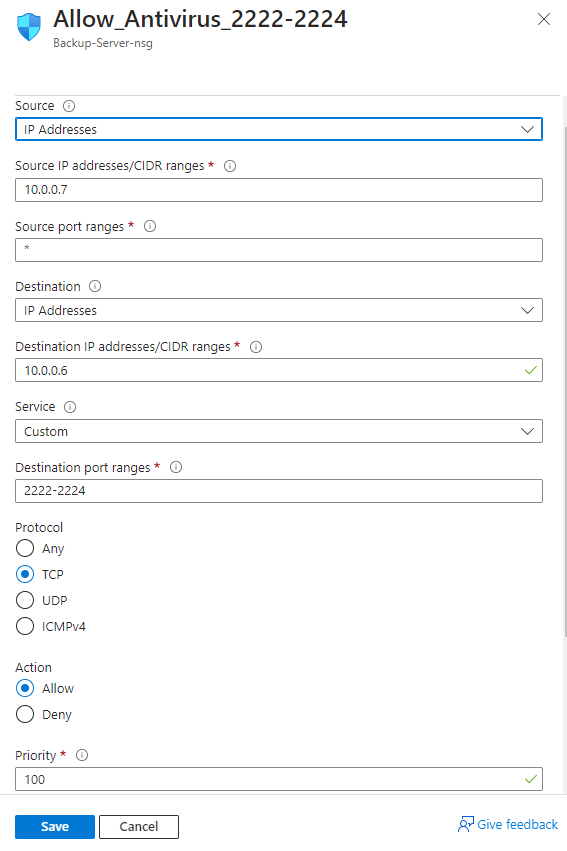 Allow_Antivirus_2222-2224
Backup-Server-nsg
Source
IP Addresses
Source IP addresses/CIDR ranges *
10.0.0.7
Source port ranges *
*
Destination
IP Addresses
Destination IP addresses/CIDR ranges *
10.0.0.6
Service
Custom
Destination port ranges *
2222-2224
Protocol
Any
TCP
UDP
ICMPv4
Action
Allow
Deny
Priority *
100
Save Cancel Give feedback